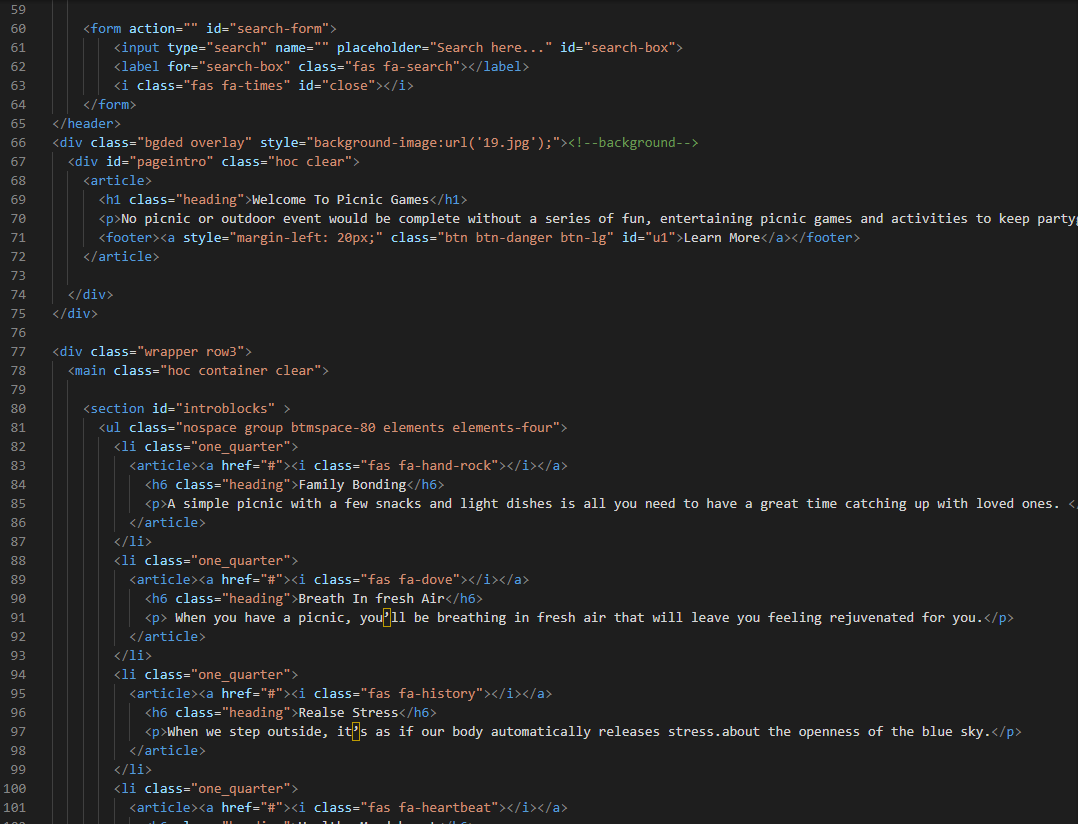 59
60 <form action="" id="search-form">
61 <input type="search" name="" placeholder="Search here..." id="search-box">
62 <label for="search-box" class="fas fa-search"></label>
63 <i class="fas fa-times" id="close"></i>
64 </form>
65 </header>
66 <div class="bgded overlay" style="background-image:url('19.jpg');"><!--background-->
67 <div id="pageintro" class="hoc clear">
68 <article>
69 <h1 class="heading">Welcome To Picnic Games</h1>
70 <p>No picnic or outdoor event would be complete without a series of fun, entertaining picnic games and activities to keep party
71 <footer><a style="margin-left: 20px;" class="btn btn-danger btn-lg" id="u1">Learn More</a></footer>
72 </article>
73
74 </div>
75 </div>
76
77 <div class="wrapper row3">
78 <main class="hoc container clear">
79
80 <section id="introblocks" >
81 <ul class="nospace group btmspace-80 elements elements-four">
82 <li class="one_quarter">
83 <article><a href="#"><i class="fas fa-hand-rock"></i></a>
84 <h6 class="heading">Family Bonding</h6>
85 <p>A simple picnic with a few snacks and light dishes is all you need to have a great time catching up with loved ones. </
86 </article>
87 </li>
88 <li class="one_quarter">
89 <article><a href="#"><i class="fas fa-dove"></i></a>
90 <h6 class="heading">Breath In fresh Air</h6>
91 <p> When you have a picnic, you’ll be breathing in fresh air that will leave you feeling rejuvenated for you.</p>
92 </article>
93 </li>
94 <li class="one_quarter">
95 <article><a href="#"><i class="fas fa-history"></i></a>
96 <h6 class="heading">Realse Stress</h6>
97 <p>When we step outside, it’s as if our body automatically releases stress.about the openness of the blue sky.</p>
98 </article>
99 </li>
100 <li class="one_quarter">
101 <article><a href="#"><i class="fas fa-heartbeat"></i></a>